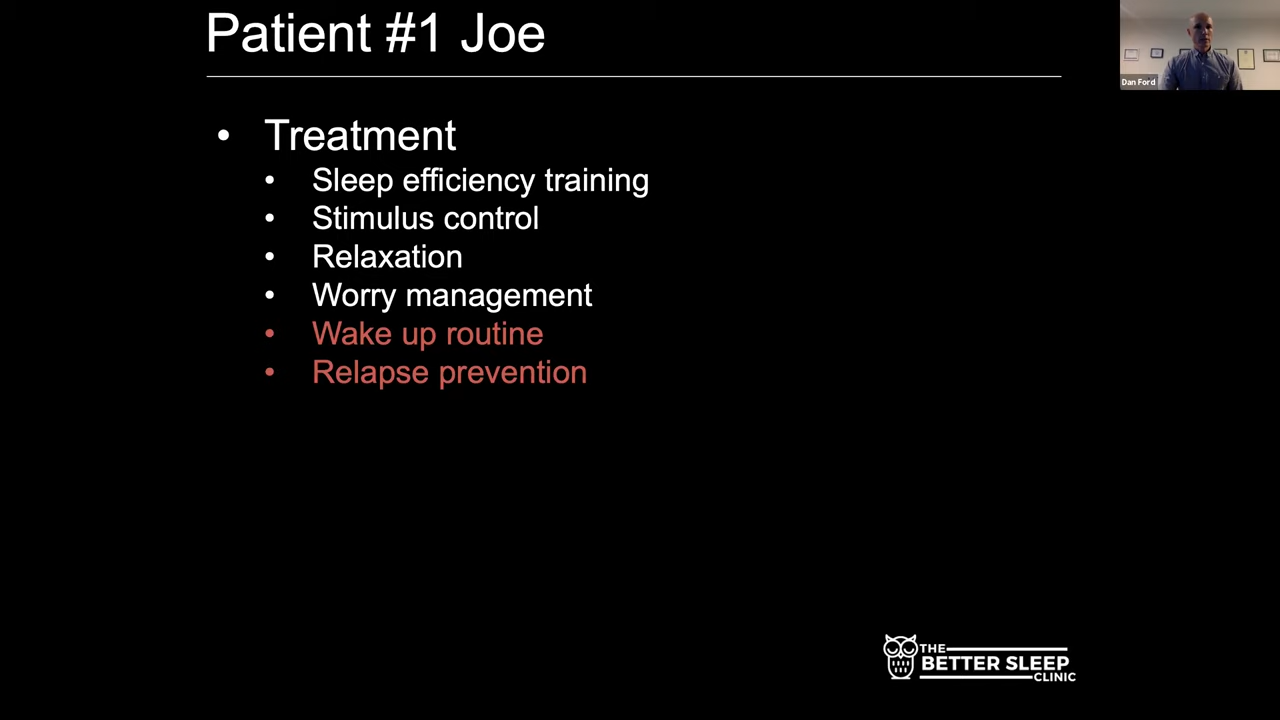 Patient #1 Joe
Dan Ford
• Treatment
• Sleep efficiency training
• Stimulus control
• Relaxation
• Worry management
• Wake up routine
• Relapse prevention
THE
BETTER SLEEP
CLINIC